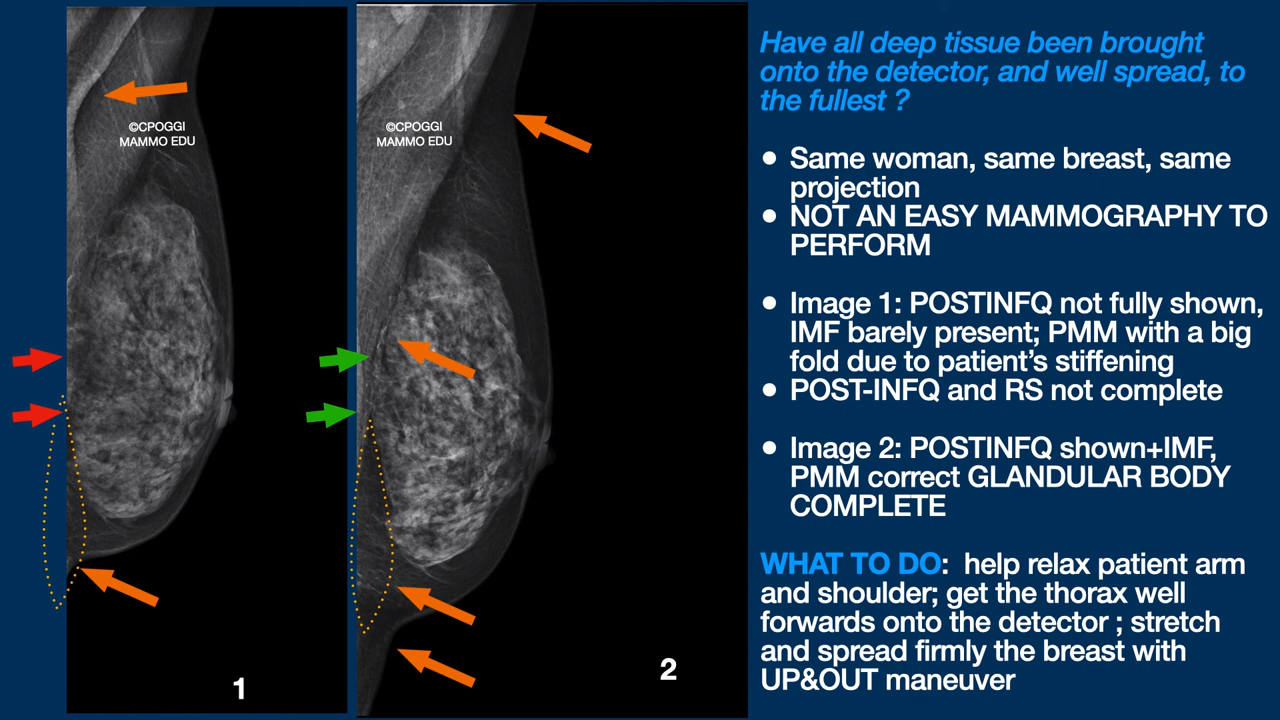 ©CPOGGI
MAMMO EDU
1
©CPOGGI
MAMMO EDU
2
Have all deep tissue been brought
onto the detector, and well spread, to
the fullest ?
• Same woman, same breast, same
projection
• NOT AN EASY MAMMOGRAPHY TO
PERFORM
• Image 1: POSTINFQ not fully shown,
IMF barely present; PMM with a big
fold due to patient’s stiffening
• POST-INFQ and RS not complete
• Image 2: POSTINFQ shown+IMF,
PMM correct GLANDULAR BODY
COMPLETE
WHAT TO DO:  help relax patient arm
and shoulder; get the thorax well
forwards onto the detector ; stretch
and spread firmly the breast with
UP&OUT maneuver